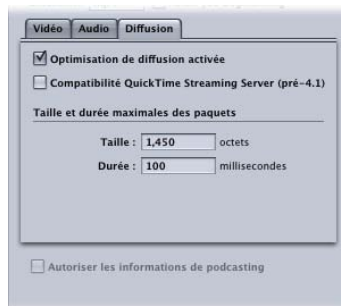 Vidéo Audio Diffusion
Optimisation de diffusion activée
Compatibilité QuickTime Streaming Server (pré-4.1)
Taille et durée maximales des paquets
Taille : 1,450 octets
Durée : 100 millisecondes
Autoriser les informations de podcasting